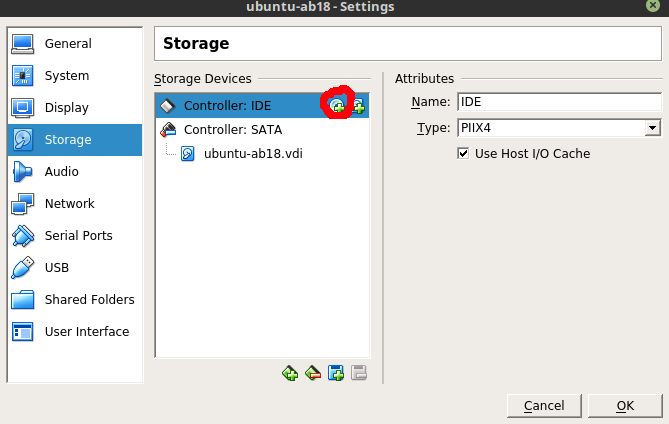 ubuntu-ab18 - Settings
General
System
Display
Storage
Audio
Network
Serial Ports
USB
Shared Folders
User Interface
Storage
Storage Devices
Controller: IDE
Controller: SATA
ubuntu-ab18.vdi
Attributes
Name: IDE
Type: PIIX4
Use Host I/O Cache
Cancel
OK